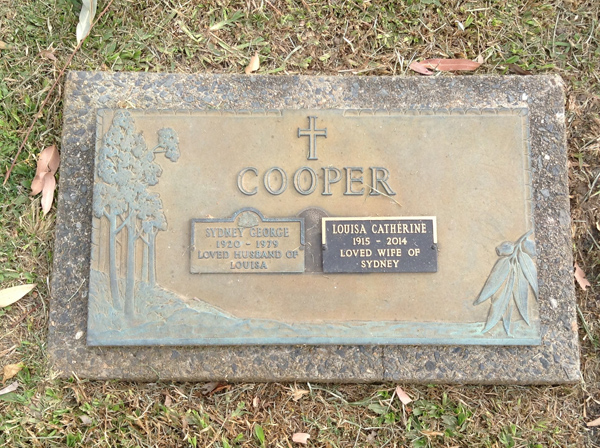 COOPER
SYDNEY GEORGE
1920 - 1979
LOVED HUSBAND OF
LOUISA
LOUISA CATHERINE
1915 - 2014
LOVED WIFE OF
SYDNEY